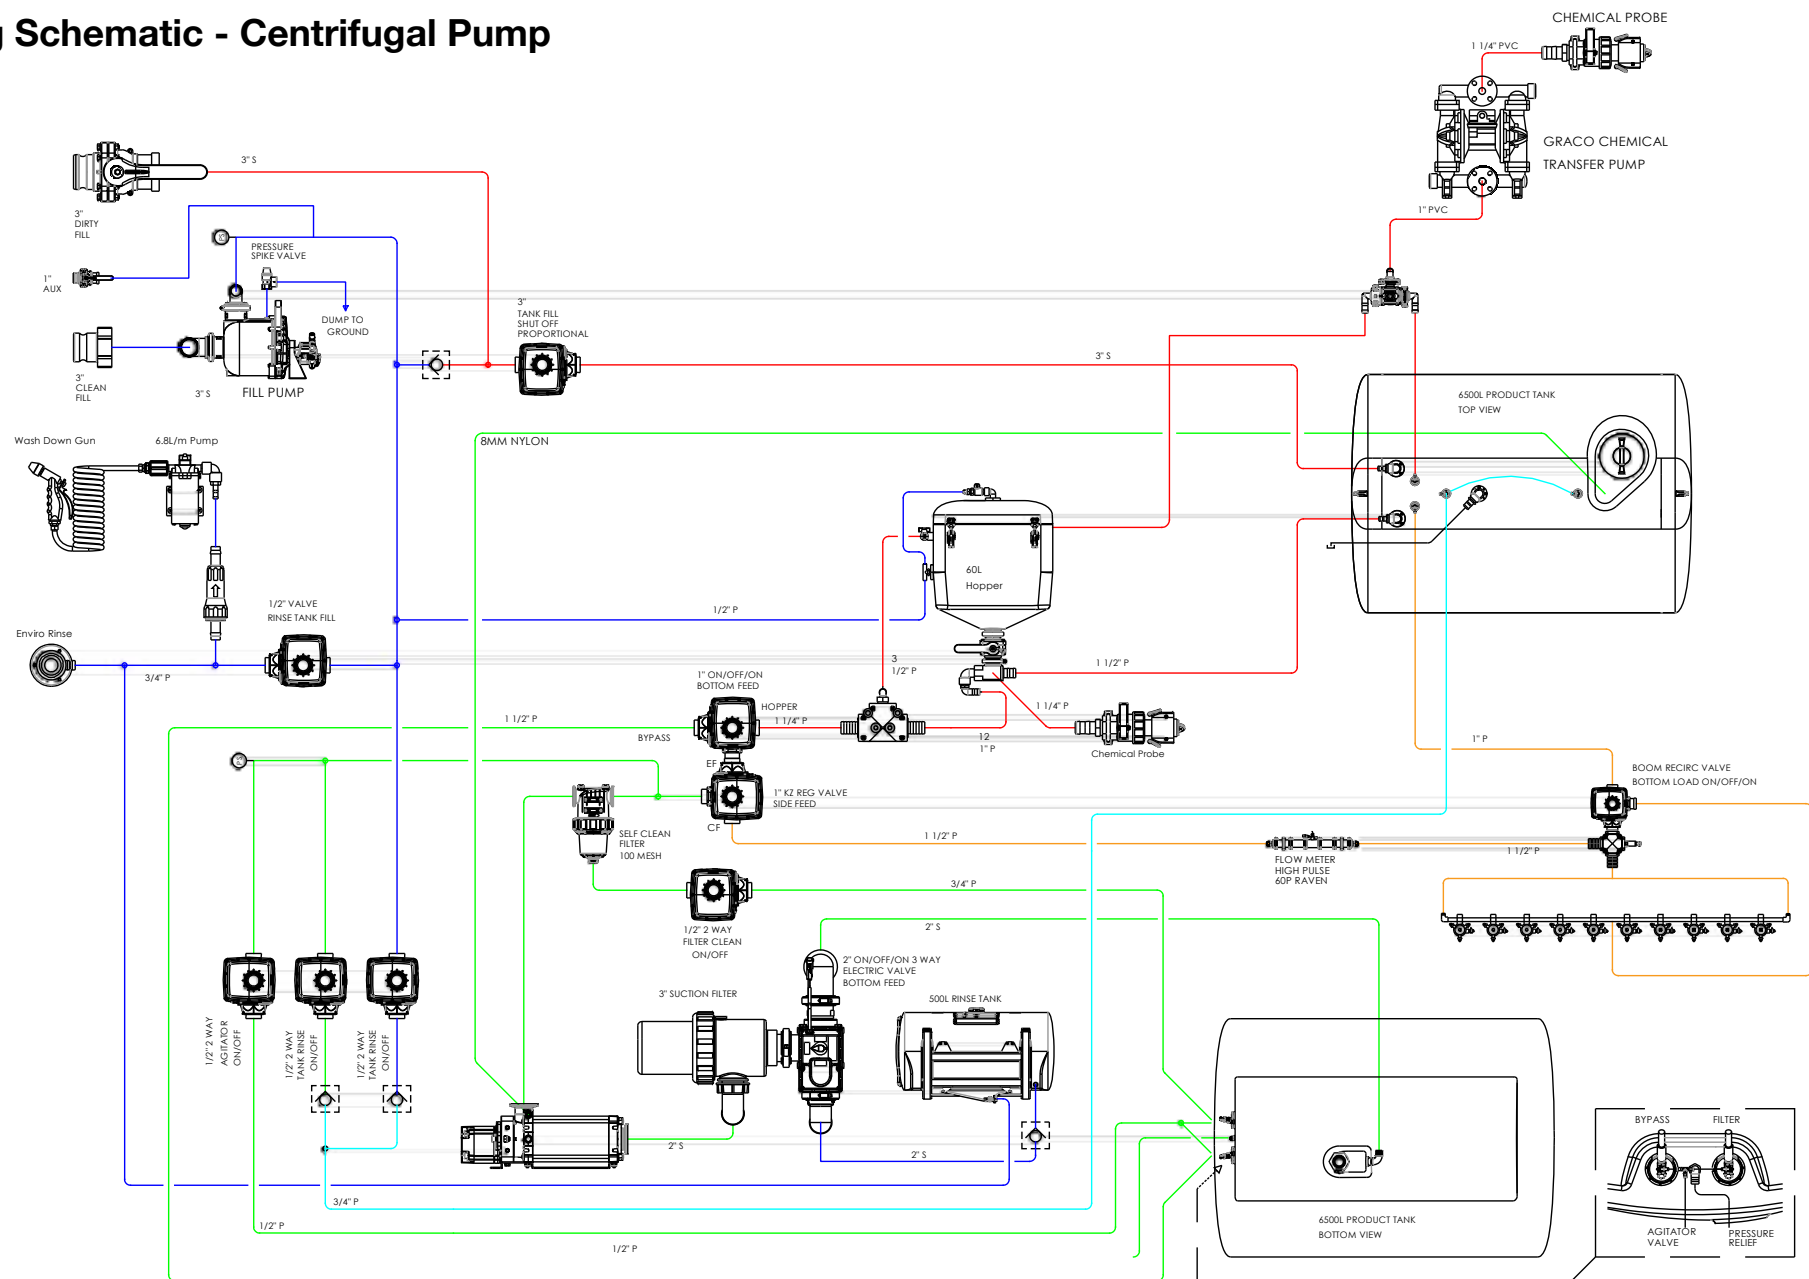 g Schematic - Centrifugal Pump
CHEMICAL PROBE
1 1/4" PVC
GRACO CHEMICAL
TRANSFER PUMP
1" PVC
3" S
3"
DIRTY
FILL
PRESSURE
SPIKE VALVE
1"
AUX
DUMP TO
GROUND
3"
TANK FILL
SHUT OFF
PROPORTIONAL
3" S
3"
CLEAN
FILL
3" S
FILL PUMP
6500L PRODUCT TANK
TOP VIEW
Wash Down Gun
6.8L/m Pump
8MM NYLON
60L
Hopper
1/2" VALVE
RINSE TANK FILL
1/2" P
Enviro Rinse
3/4" P
3
1/2" P
1 1/2" P
1" ON/OFF/ON
BOTTOM FEED
HOPPER
1 1/4" P
1 1/4" P
1 1/2" P
BYPASS
12
1" P
Chemical Probe
1" P
EF
BOOM RECIRC VALVE
BOTTOM LOAD ON/OFF/ON
1" KZ REG VALVE
SIDE FEED
CF
SELF CLEAN
FILTER
100 MESH
1 1/2" P
1 1/2" P
FLOW METER
HIGH PULSE
60P RAVEN
3/4" P
1/2" 2 WAY
FILTER CLEAN
ON/OFF
2" S
2" ON/OFF/ON 3 WAY
ELECTRIC VALVE
BOTTOM FEED
3" SUCTION FILTER
500L RINSE TANK
1/2" 2 WAY
AGITATOR
ON/OFF
1/2" 2 WAY
TANK RINSE
ON/OFF
1/2" 2 WAY
TANK RINSE
ON/OFF
2" S
2" S
3/4" P
1/2" P
1/2" P
6500L PRODUCT TANK
BOTTOM VIEW
BYPASS
FILTER
AGITATOR
VALVE
PRESSURE
RELIEF